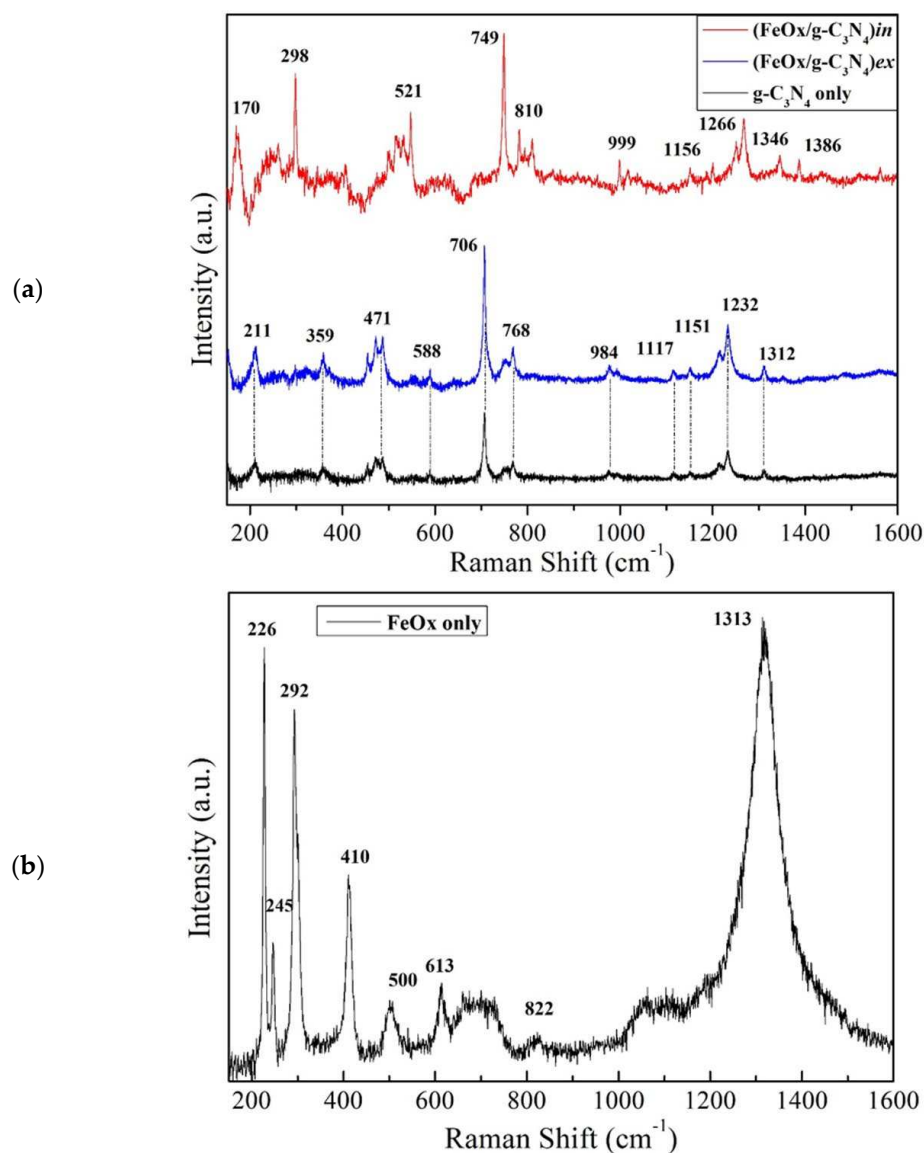 (a)
Intensity (a.u.)
(FeOx/g-C₃N₄)in
(FeOx/g-C₃N₄)ex
g-C₃N₄ only
170
298
521
749
810
999
1156
1266
1346
1386
211
359
471
588
706
768
984
1117
1151
1232
1312
200 400 600 800 1000 1200 1400 1600
Raman Shift (cm⁻¹)
(b)
Intensity (a.u.)
FeOx only
226
245
292
410
500
613
822
1313
200 400 600 800 1000 1200 1400 1600
Raman Shift (cm⁻¹)